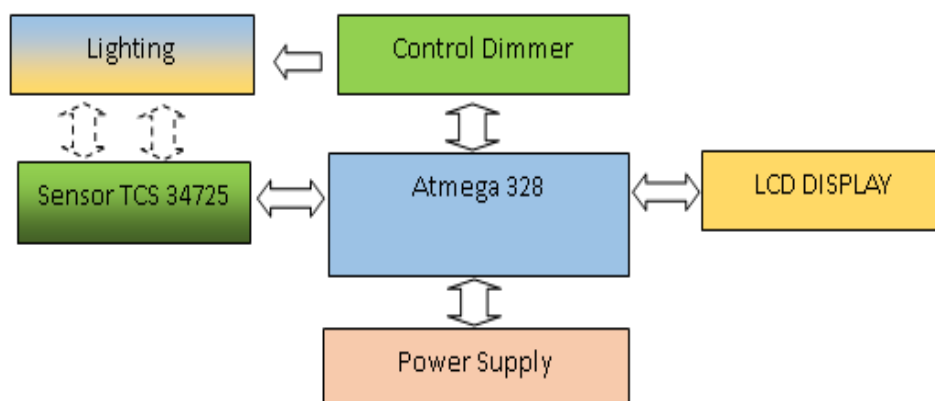 Lighting
Control Dimmer
Sensor TCS 34725
Atmega 328
LCD DISPLAY
Power Supply